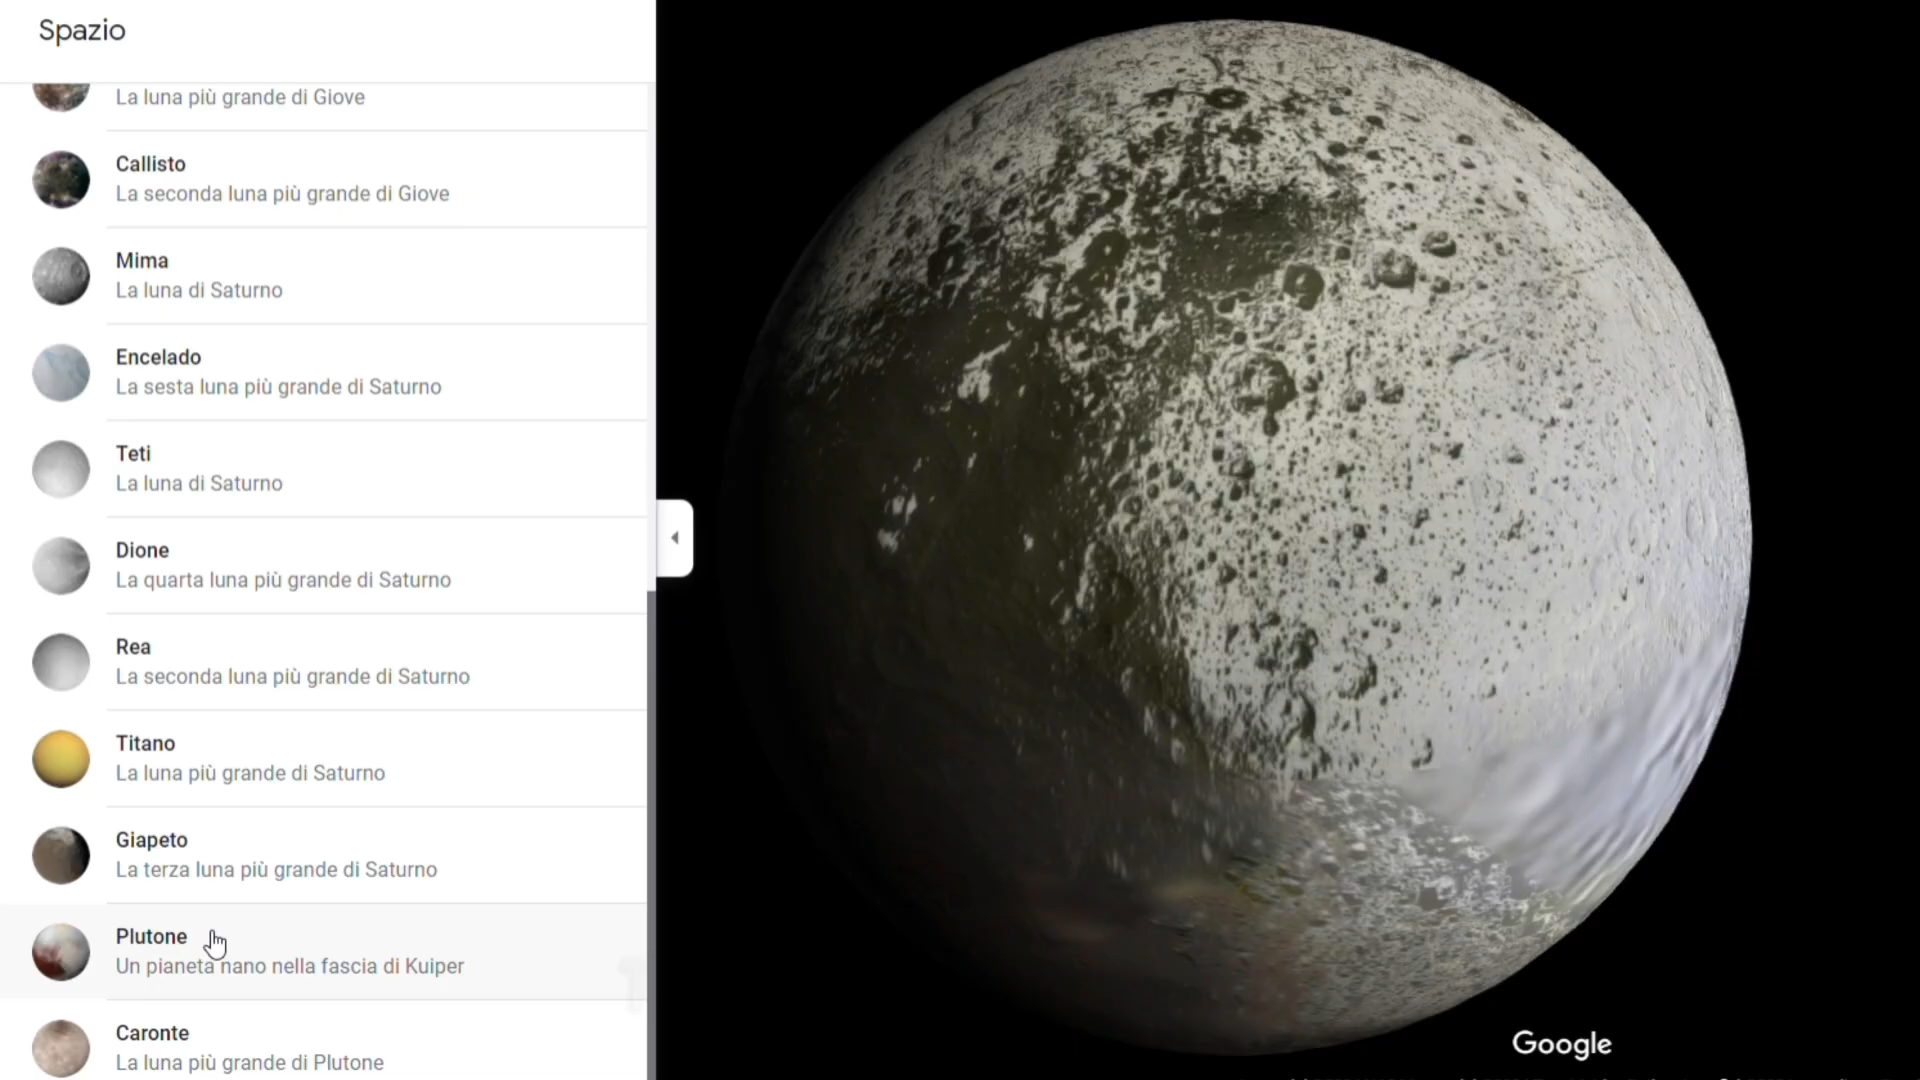 Spazio
La luna più grande di Giove
Callisto
La seconda luna più grande di Giove
Mima
La luna di Saturno
Encelado
La sesta luna più grande di Saturno
Teti
La luna di Saturno
Dione
La quarta luna più grande di Saturno
Rea
La seconda luna più grande di Saturno
Titano
La luna più grande di Saturno
Giapeto
La terza luna più grande di Saturno
Plutone
Un pianeta nano nella fascia di Kuiper
Caronte
La luna più grande di Plutone
Google